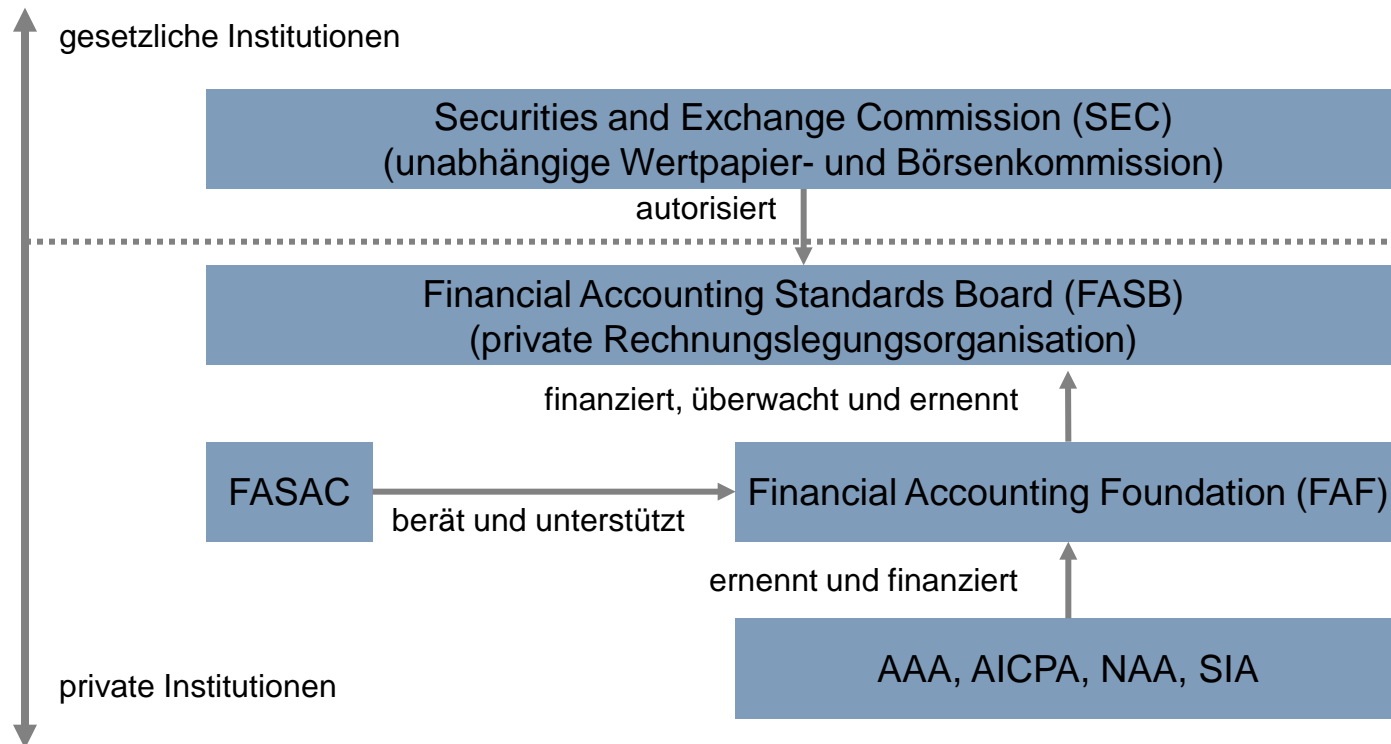 gesetzliche Institutionen
Securities and Exchange Commission (SEC)
(unabhängige Wertpapier- und Börsenkommission)
autorisiert
Financial Accounting Standards Board (FASB)
(private Rechnungslegungsorganisation)
finanziert, überwacht und ernennt
FASAC
berät und unterstützt
Financial Accounting Foundation (FAF)
ernennt und finanziert
AAA, AICPA, NAA, SIA
private Institutionen